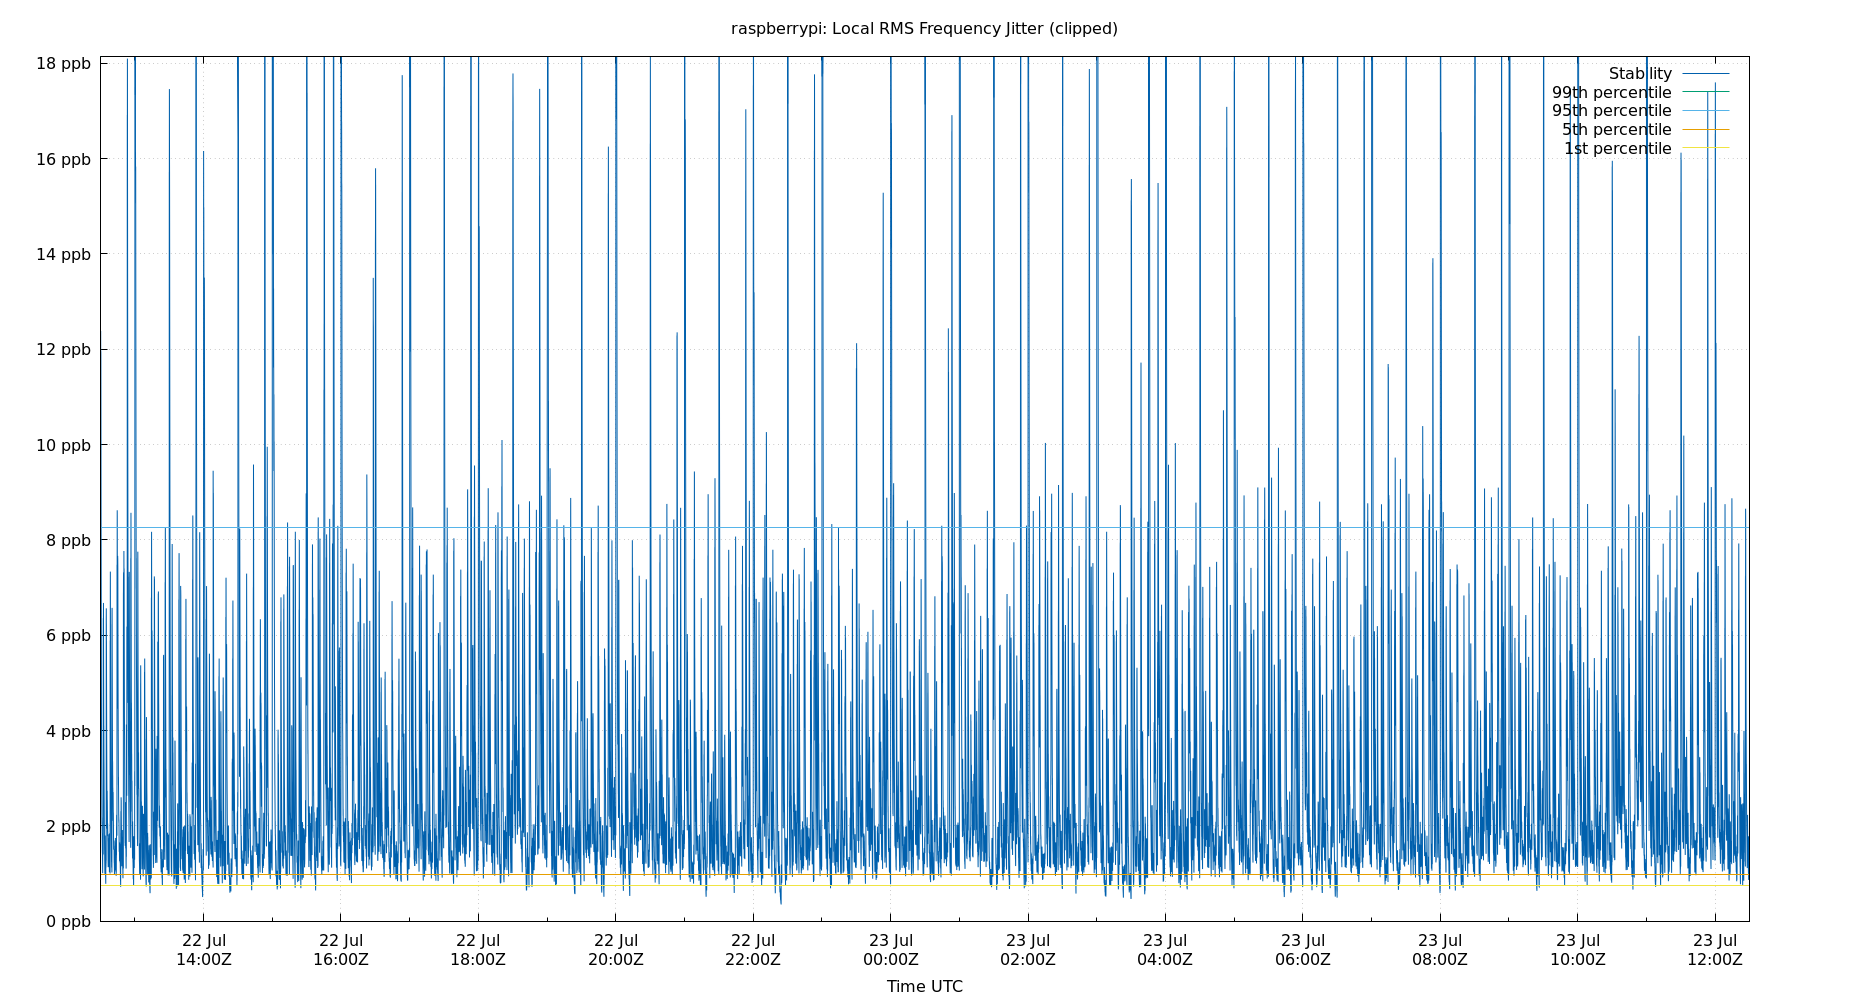 raspberrypi: Local RMS Frequency Jitter (clipped)
18 ppb
16 ppb
14 ppb
12 ppb
10 ppb
8 ppb
6 ppb
4 ppb
2 ppb
0 ppb
Stability
99th percentile
95th percentile
5th percentile
1st percentile
22 Jul 22 Jul 22 Jul 22 Jul 22 Jul 23 Jul 23 Jul 23 Jul 23 Jul 23 Jul 23 Jul 23 Jul
14:00Z 16:00Z 18:00Z 20:00Z 22:00Z 00:00Z 02:00Z 04:00Z 06:00Z 08:00Z 10:00Z 12:00Z
Time UTC